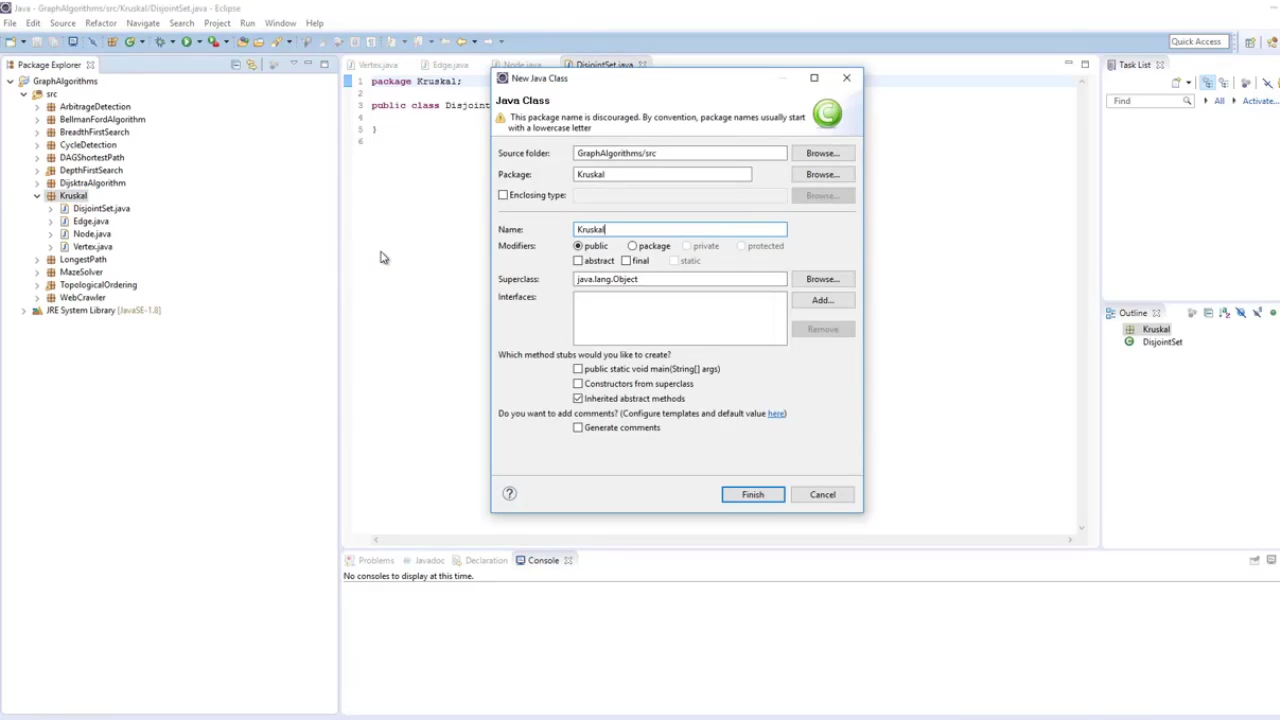 Java - GraphAlgorithms/src/Kruskal/DisjointSet.java - Eclipse
File Edit Source Refactor Navigate Search Project Run Window Help
Quick Access
Package Explorer
GraphAlgorithms
src
ArbitrageDetection
BellmanFordAlgorithm
BreadthFirstSearch
CycleDetection
DAGShortestPath
DepthFirstSearch
DijsktraAlgorithm
Kruskal
DisjointSet.java
Edge.java
Node.java
Vertex.java
LongestPath
MazeSolver
TopologicalOrdering
WebCrawler
JRE System Library [JavaSE-1.8]
Vertex.java Edge.java Node.java DisjointSet.java
1 package Kruskal;
2
3 public class Disjoint
4
5 }
6
New Java Class
Java Class
This package name is discouraged. By convention, package names usually start
with a lowercase letter
Source folder: GraphAlgorithms/src Browse...
Package: Kruskal Browse...
Enclosing type: Browse...
Name: Kruskal
Modifiers: public package private protected
abstract final static
Superclass: java.lang.Object Browse...
Interfaces: Add...
Remove
Which method stubs would you like to create?
public static void main(String[] args)
Constructors from superclass
Inherited abstract methods
Do you want to add comments? (Configure templates and default value here)
Generate comments
? Finish Cancel
Task List
Find All Activate...
Outline
Kruskal
DisjointSet
Problems Javadoc Declaration Console
No consoles to display at this time.